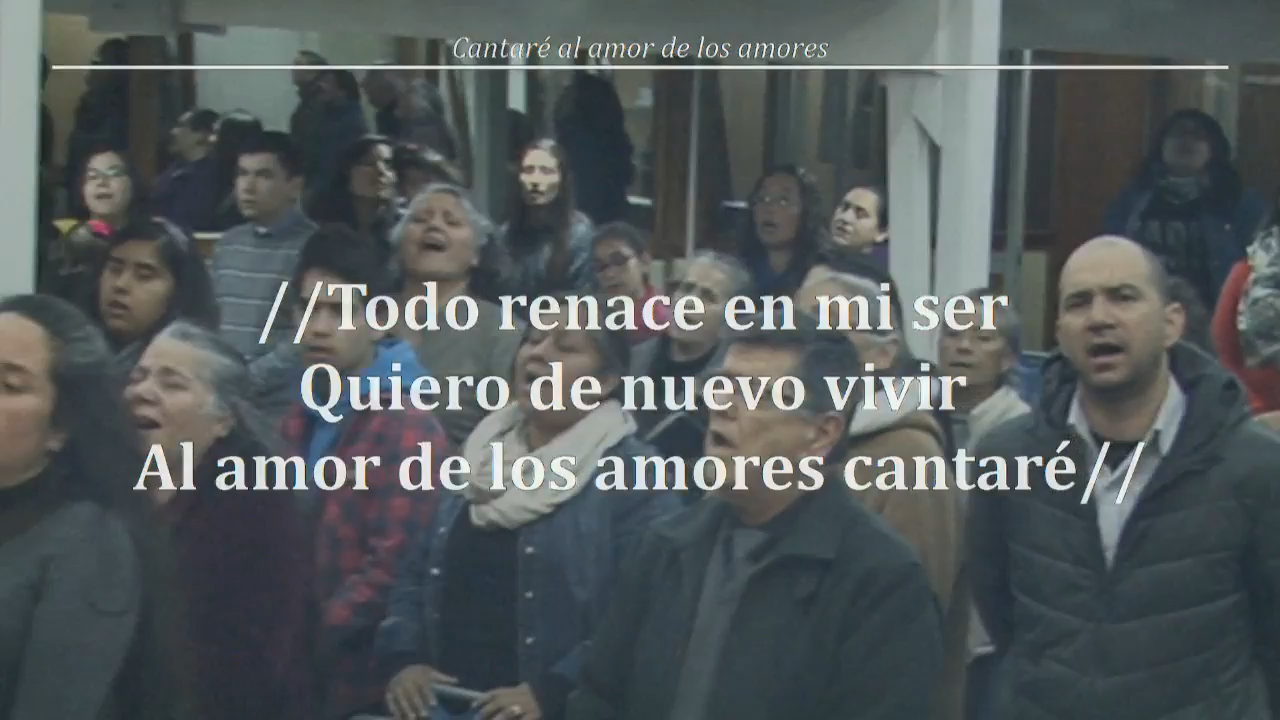 Cantaré al amor de los amores
//Todo renace en mi ser
Quiero de nuevo vivir
Al amor de los amores cantaré//